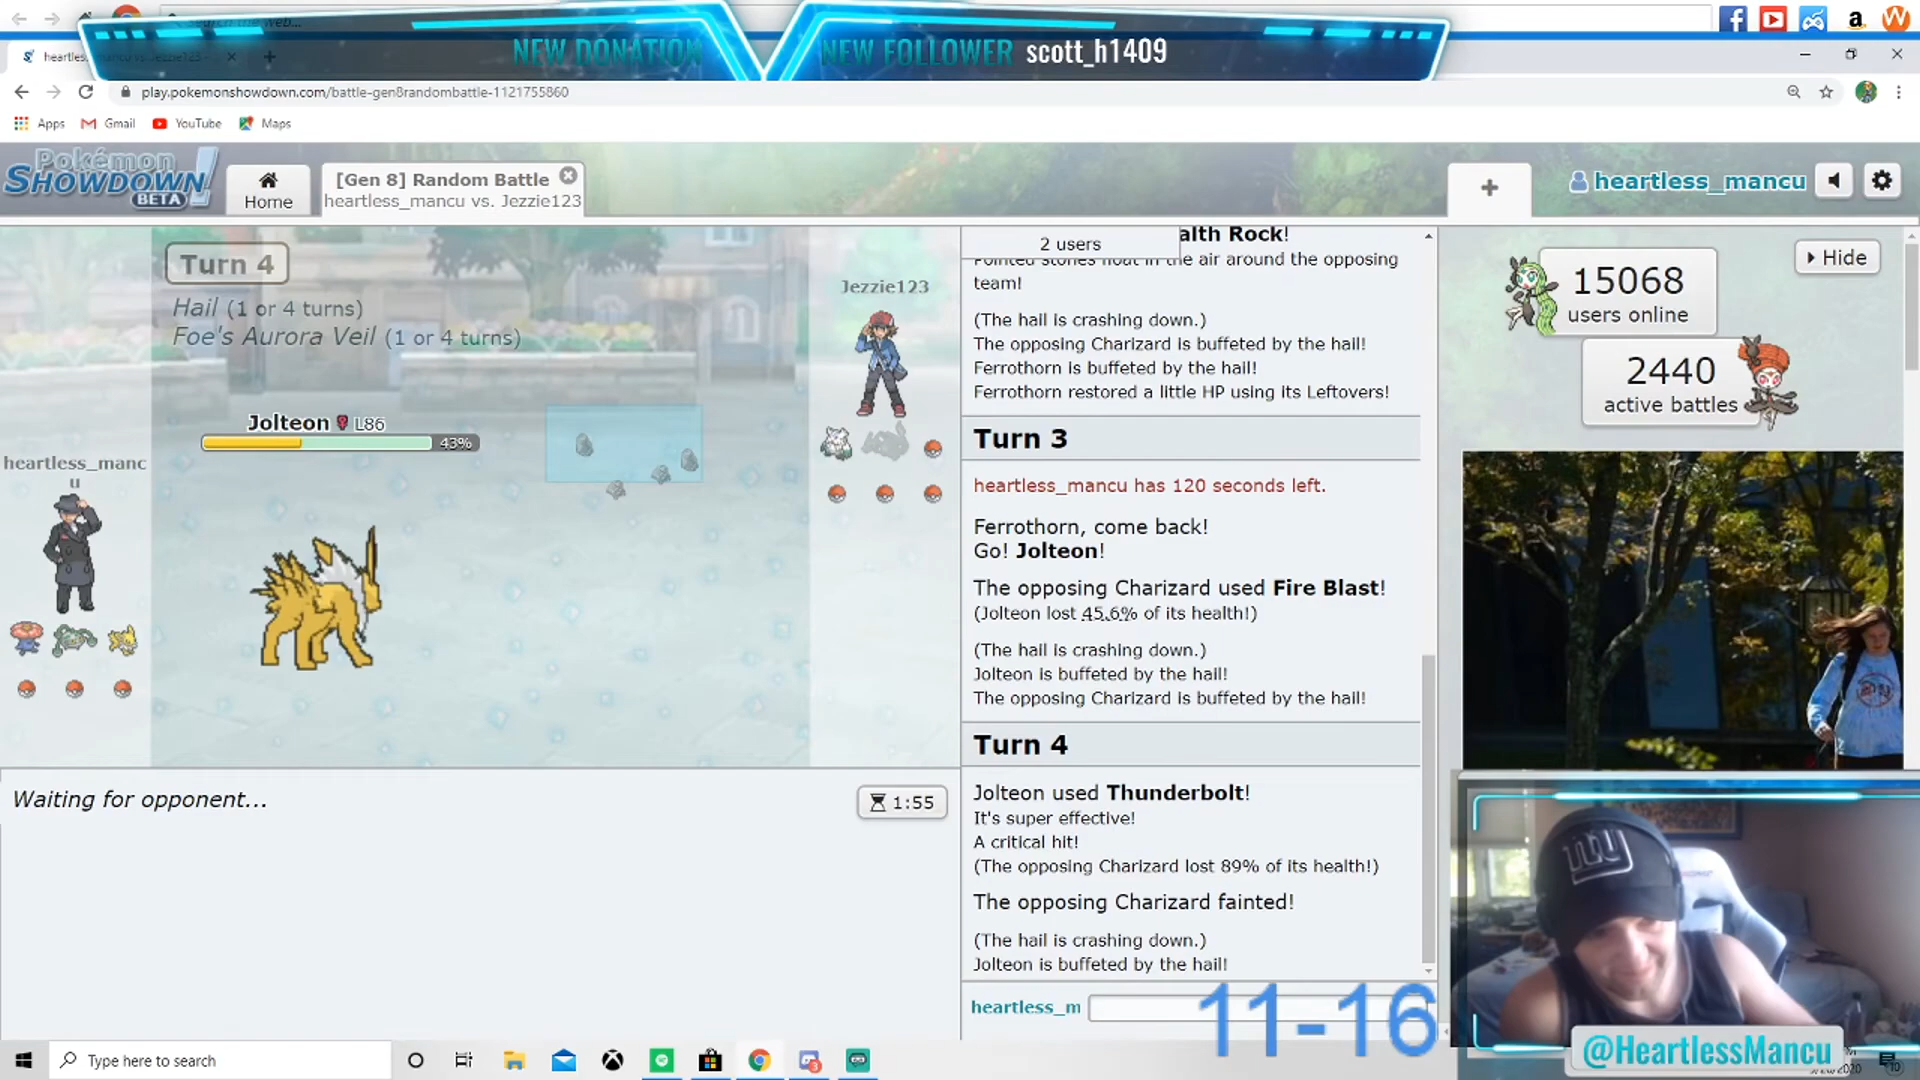 NEW DONATION
NEW FOLLOWER scott_h1409
play.pokemonshowdown.com/battle-gen8randombattle-1121755860
Apps
Gmail
YouTube
Maps
Pokémon
SHOWDOWN!
BETA
Home
[Gen 8] Random Battle
heartless_mancu vs. Jezzie123
+
heartless_mancu
Turn 4
Hail (1 or 4 turns)
Foe's Aurora Veil (1 or 4 turns)
Jezzie123
Jolteon L86
43%
heartless_manc
u
Waiting for opponent...
1:55
2 users
alth Rock!
Pointed stones float in the air around the opposing
team!
(The hail is crashing down.)
The opposing Charizard is buffeted by the hail!
Ferrothorn is buffeted by the hail!
Ferrothorn restored a little HP using its Leftovers!
Turn 3
heartless_mancu has 120 seconds left.
Ferrothorn, come back!
Go! Jolteon!
The opposing Charizard used Fire Blast!
(Jolteon lost 45.6% of its health!)
(The hail is crashing down.)
Jolteon is buffeted by the hail!
The opposing Charizard is buffeted by the hail!
Turn 4
Jolteon used Thunderbolt!
It's super effective!
A critical hit!
(The opposing Charizard lost 89% of its health!)
The opposing Charizard fainted!
(The hail is crashing down.)
Jolteon is buffeted by the hail!
heartless_m
11-16
15068
users online
2440
active battles
Hide
NY
@HeartlessMancu
Type here to search